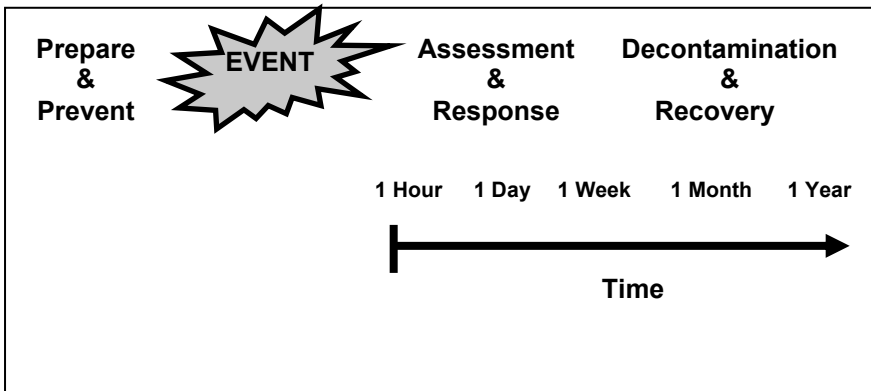 Prepare
&
Prevent
EVENT
Assessment
&
Response
Decontamination
&
Recovery
1 Hour
1 Day
1 Week
1 Month
1 Year
Time